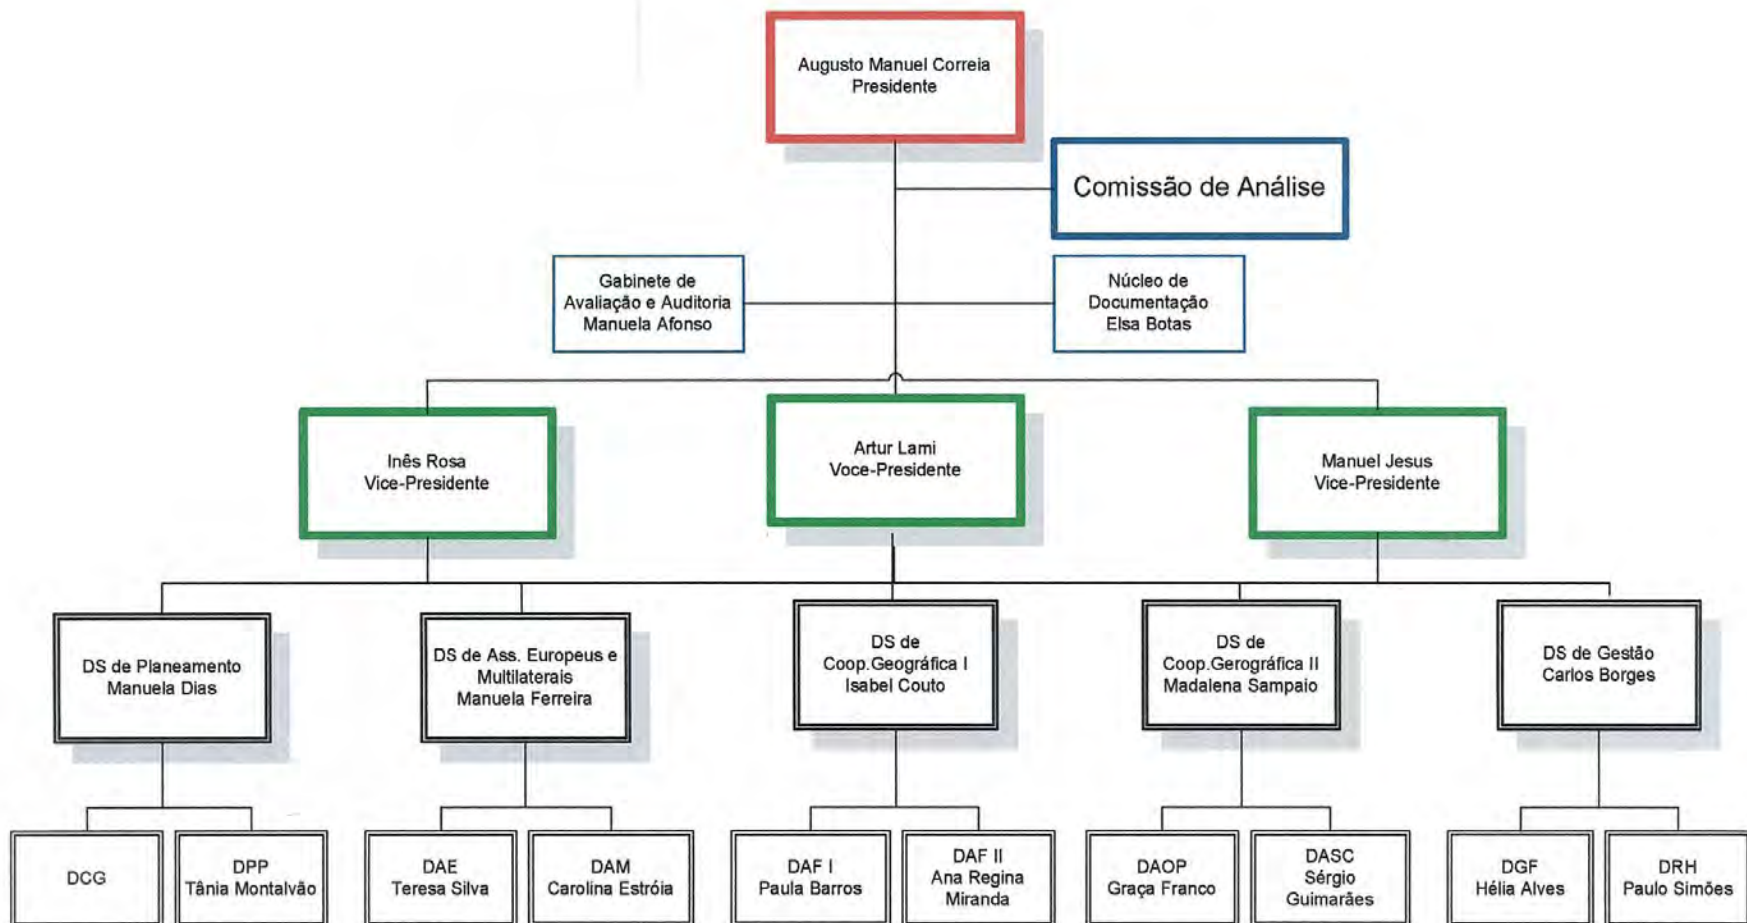 Augusto Manuel Correia
Presidente
Comissão de Análise
Gabinete de
Avaliação e Auditoria
Manuela Afonso
Núcleo de
Documentação
Elsa Botas
Inês Rosa
Vice-Presidente
Artur Lami
Voce-Presidente
Manuel Jesus
Vice-Presidente
DS de Planeamento
Manuela Dias
DS de Ass. Europeus e
Multilaterais
Manuela Ferreira
DS de
Coop.Geográfica I
Isabel Couto
DS de
Coop.Gerográfica II
Madalena Sampaio
DS de Gestão
Carlos Borges
DCG
DPP
Tânia Montalvão
DAE
Teresa Silva
DAM
Carolina Estróia
DAF I
Paula Barros
DAF II
Ana Regina
Miranda
DAOP
Graça Franco
DASC
Sérgio
Guimarães
DGF
Hélia Alves
DRH
Paulo Simões